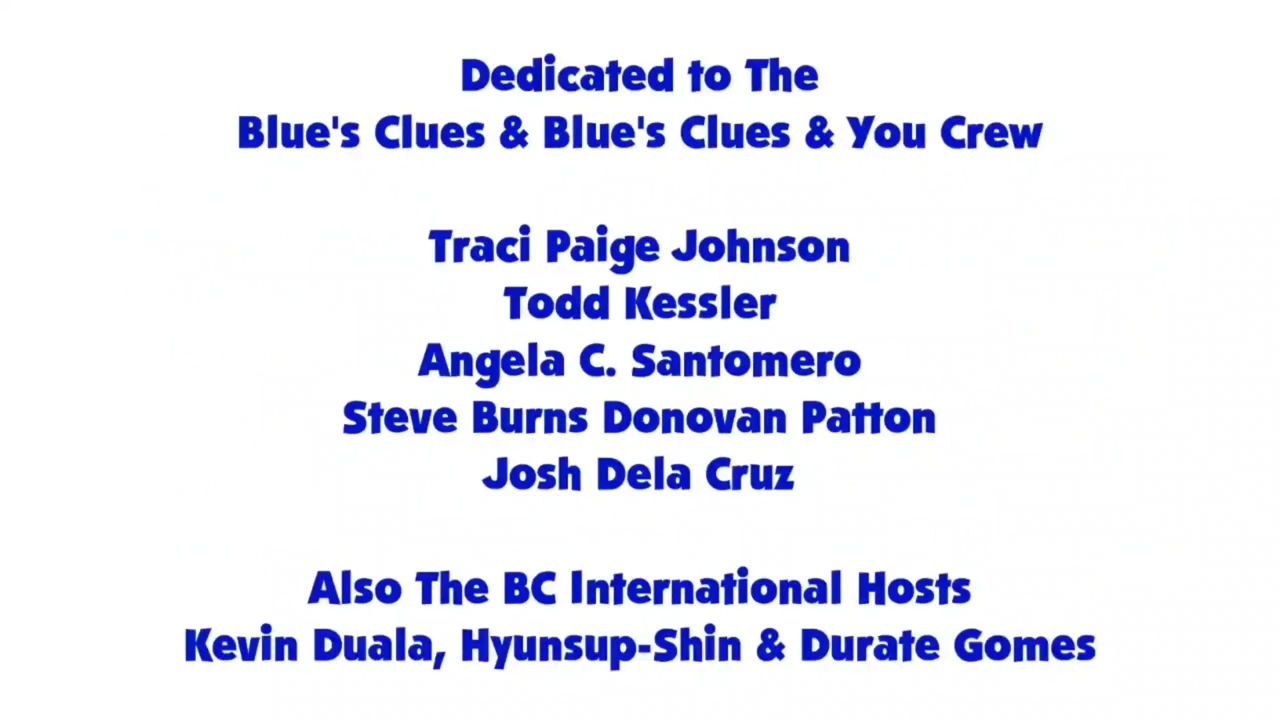 Dedicated to The
Blue's Clues & Blue's Clues & You Crew
Traci Paige Johnson
Todd Kessler
Angela C. Santomero
Steve Burns Donovan Patton
Josh Dela Cruz
Also The BC International Hosts
Kevin Duala, Hyunsup-Shin & Durate Gomes